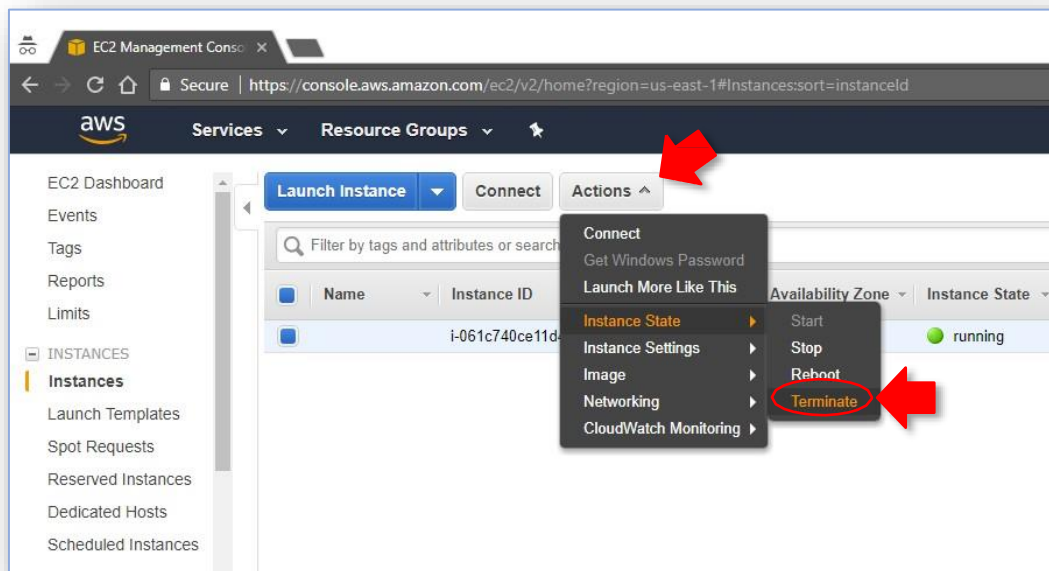 EC2 Management Conso
Secure | https://console.aws.amazon.com/ec2/v2/home?region=us-east-1#Instances:sort=instanceId
aws Services Resource Groups
EC2 Dashboard
Events
Tags
Reports
Limits
INSTANCES
Instances
Launch Templates
Spot Requests
Reserved Instances
Dedicated Hosts
Scheduled Instances
Launch Instance Connect Actions
Filter by tags and attributes or search
Name Instance ID Availability Zone Instance State
i-061c740ce11d running
Connect
Get Windows Password
Launch More Like This
Instance State
Instance Settings
Image
Networking
CloudWatch Monitoring
Start
Stop
Reboot
Terminate